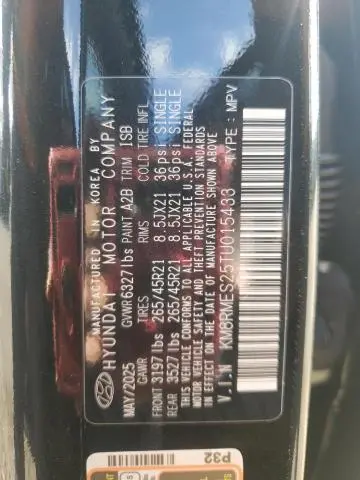 MANUFACTURED IN KOREA BY
HYUNDAI MOTOR COMPANY
MAY/2025 GVWR 6327 lbs PAINT A2B TRIM ISB
GAWR TIRES RIMS COLD TIRE INFL
FRONT 3197 lbs 265/45R21 8.5JX21 36psi SINGLE
REAR 3527 lbs 265/45R21 8.5JX21 36psi SINGLE
THIS VEHICLE CONFORMS TO ALL APPLICABLE U.S.A. FEDERAL
MOTOR VEHICLE SAFETY AND THEFT PREVENTION STANDARDS
IN EFFECT ON THE DATE OF MANUFACTURE SHOWN ABOVE
V.I.N KM8RMES25TU015433 TYPE : MPV
P32